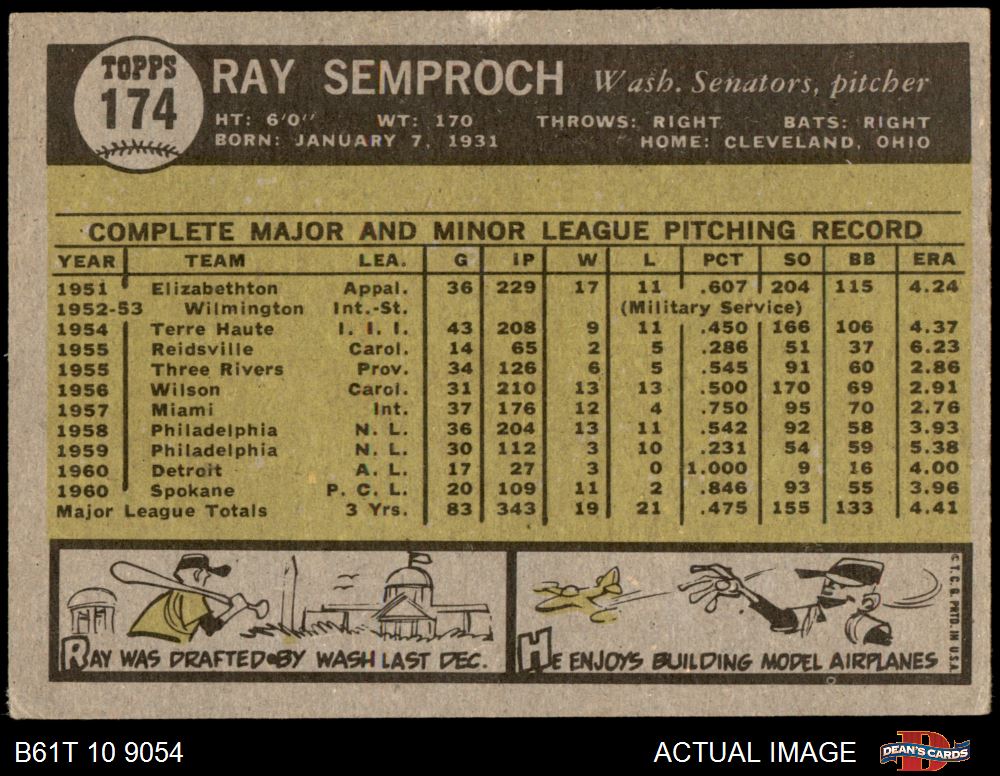 TOPPS
174
RAY SEMPROCH Wash. Senators, pitcher
HT: 6'0" WT: 170 THROWS: RIGHT BATS: RIGHT
BORN: JANUARY 7, 1931 HOME: CLEVELAND, OHIO
COMPLETE MAJOR AND MINOR LEAGUE PITCHING RECORD
YEAR TEAM LEA. G IP W L PCT SO BB ERA
1951 Elizabethton Appal. 36 229 17 11 .607 204 115 4.24
1952-53 Wilmington Int.-St. (Military Service)
1954 Terre Haute I. I. I. 43 208 9 11 .450 166 106 4.37
1955 Reidsville Carol. 14 65 2 5 .286 51 37 6.23
1955 Three Rivers Prov. 34 126 6 5 .545 91 60 2.86
1956 Wilson Carol. 31 210 13 13 .500 170 69 2.91
1957 Miami Int. 37 176 12 4 .750 95 70 2.76
1958 Philadelphia N. L. 36 204 13 11 .542 92 58 3.93
1959 Philadelphia N. L. 30 112 3 10 .231 54 59 5.38
1960 Detroit A. L. 17 27 3 0 1.000 9 16 4.00
1960 Spokane P. C. L. 20 109 11 2 .846 93 55 3.96
Major League Totals 3 Yrs. 83 343 19 21 .475 155 133 4.41
RAY WAS DRAFTED BY WASH LAST DEC.
HE ENJOYS BUILDING MODEL AIRPLANES
© T. C. G. PRTD. IN U.S.A.
B61T 10 9054 ACTUAL IMAGE DEAN'S CARDS